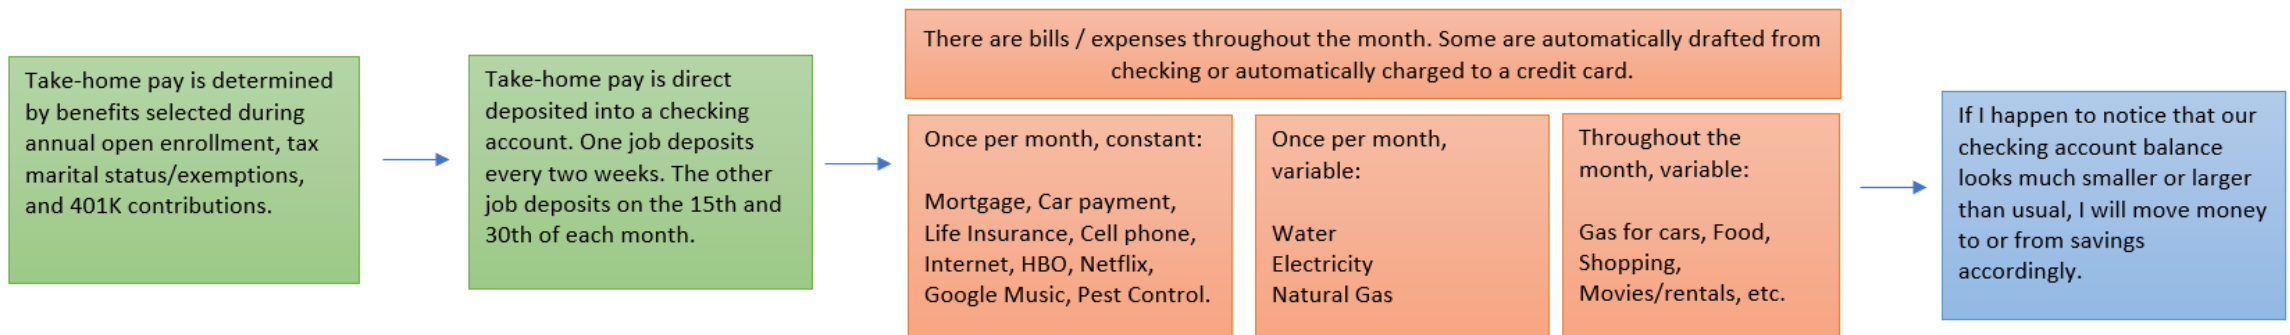 Take-home pay is determined
by benefits selected during
annual open enrollment, tax
marital status/exemptions,
and 401K contributions.
Take-home pay is direct
deposited into a checking
account. One job deposits
every two weeks. The other
job deposits on the 15th and
30th of each month.
There are bills / expenses throughout the month. Some are automatically drafted from
checking or automatically charged to a credit card.
Once per month, constant:
Mortgage, Car payment,
Life Insurance, Cell phone,
Internet, HBO, Netflix,
Google Music, Pest Control.
Once per month,
variable:
Water
Electricity
Natural Gas
Throughout the
month, variable:
Gas for cars, Food,
Shopping,
Movies/rentals, etc.
If I happen to notice that our
checking account balance
looks much smaller or larger
than usual, I will move money
to or from savings
accordingly.